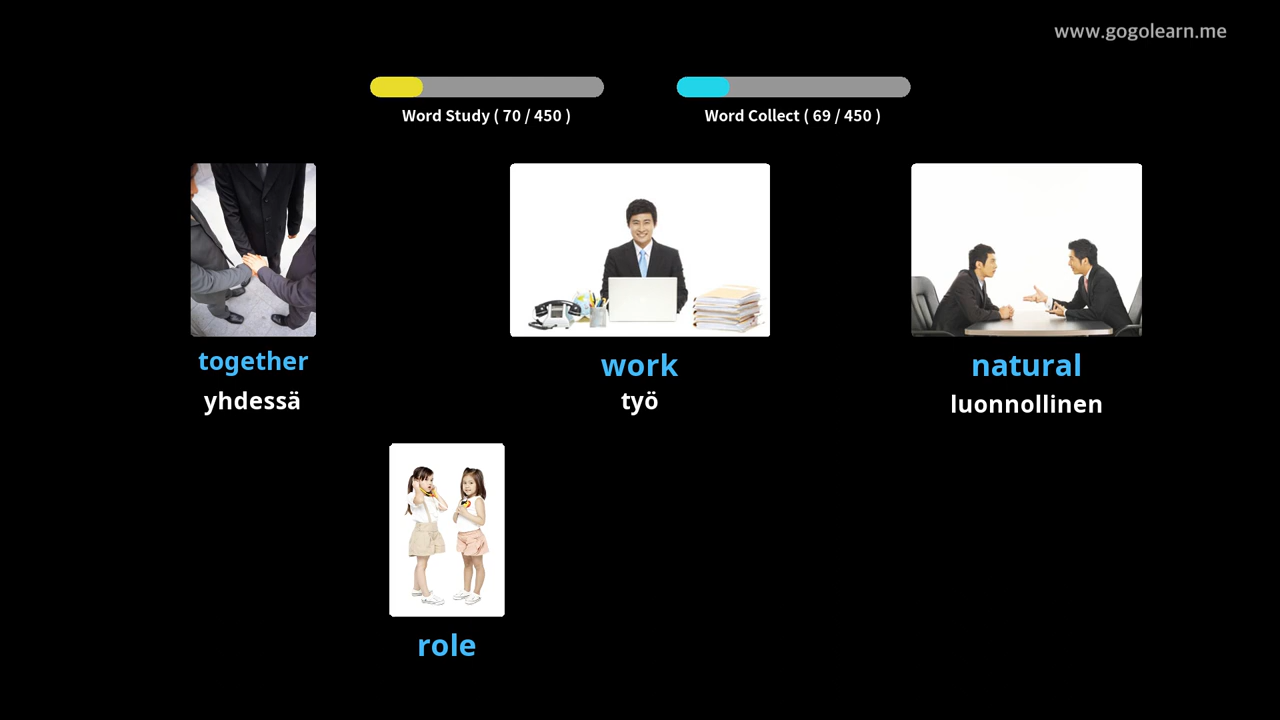 www.gogolearn.me
Word Study ( 70 / 450 )
Word Collect ( 69 / 450 )
together
yhdessä
work
työ
natural
luonnollinen
role